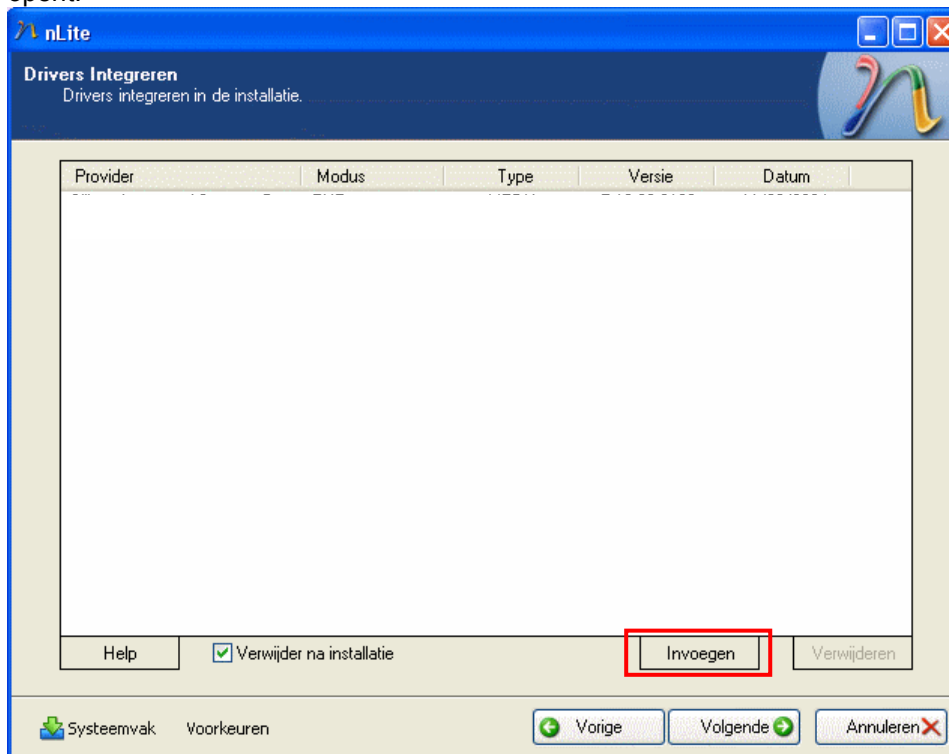 nLite
Drivers Integreren
Drivers integreren in de installatie.
Provider Modus Type Versie Datum
Help Verwijder na installatie Invoegen Verwijderen
Systeemvak Voorkeuren Vorige Volgende Annuleren